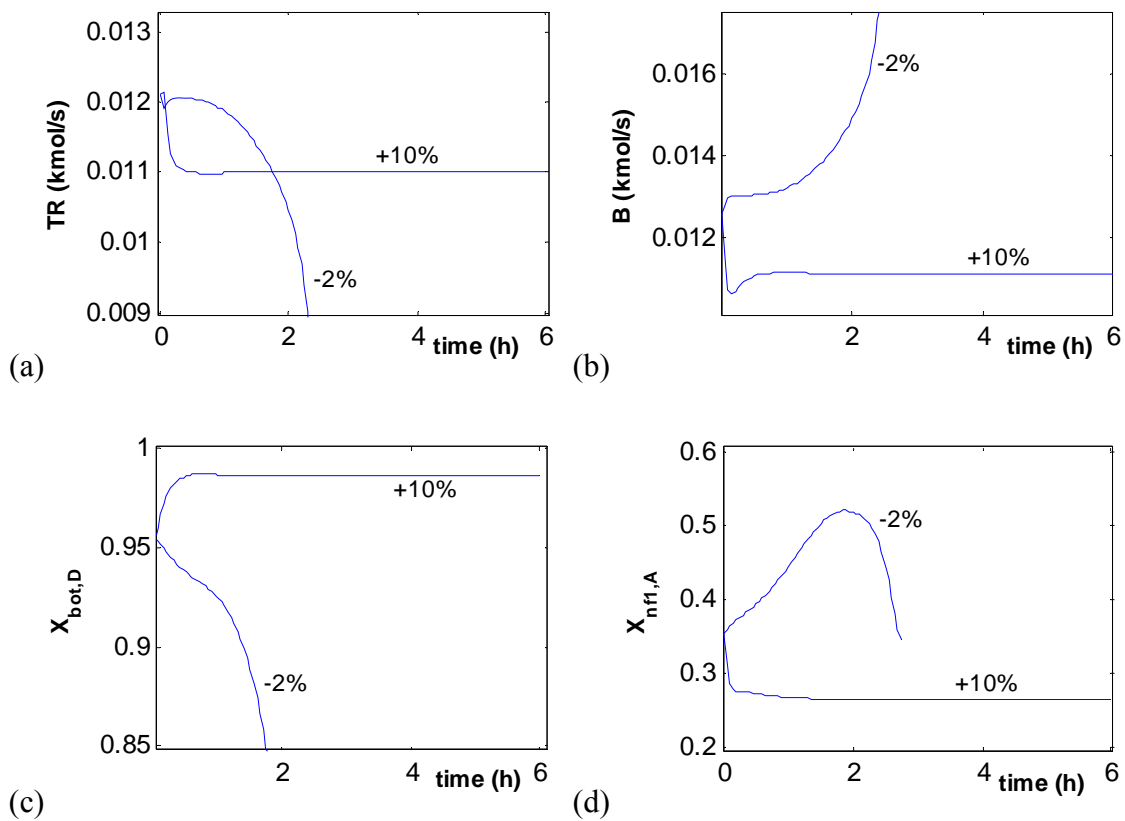 0.013
0.012
0.011
0.01
0.009
TR (kmol/s)
+10%
-2%
0 2 4 6
time (h)
(a)
0.016
0.014
0.012
B (kmol/s)
-2%
+10%
0 2 4 6
time (h)
(b)
1
0.95
0.9
0.85
X_bot,D
+10%
-2%
2 4 6
time (h)
(c)
0.6
0.5
0.4
0.3
0.2
X_nf1,A
-2%
+10%
0 2 4 6
time (h)
(d)